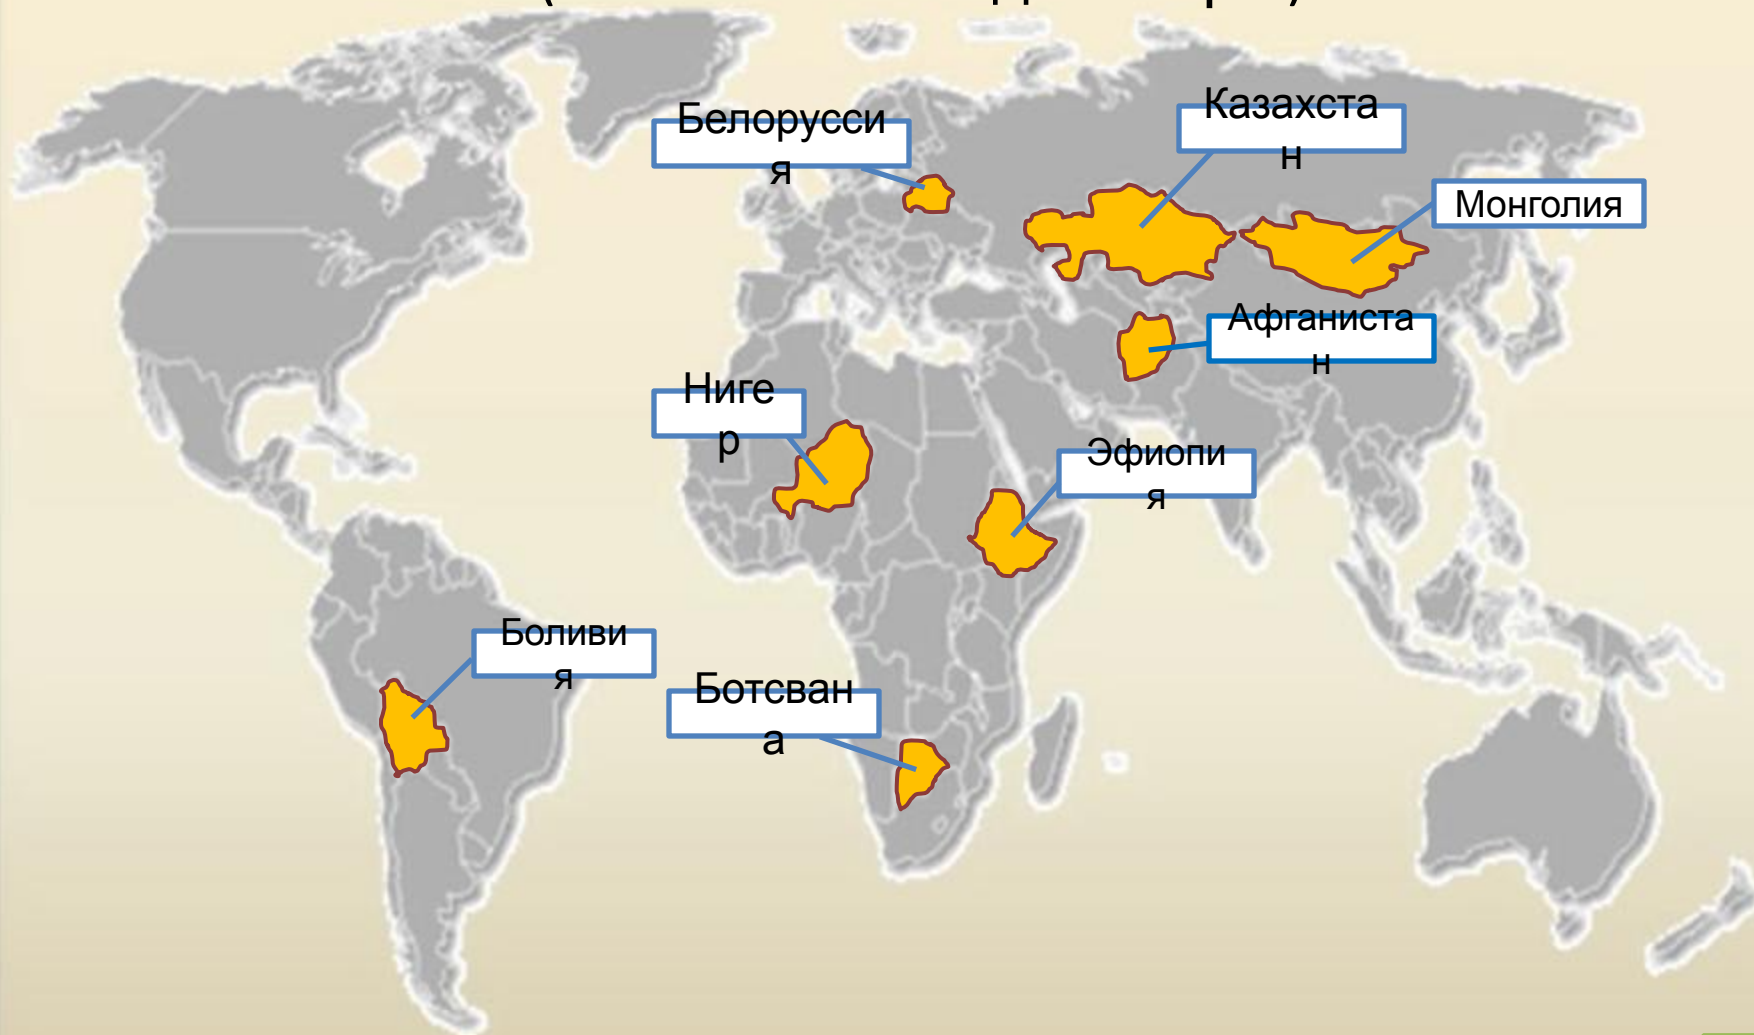 Белорусси
я
Казахста
н
Монголия
Афганиста
н
Ниге
р
Эфиопи
я
Боливи
я
Ботсван
а